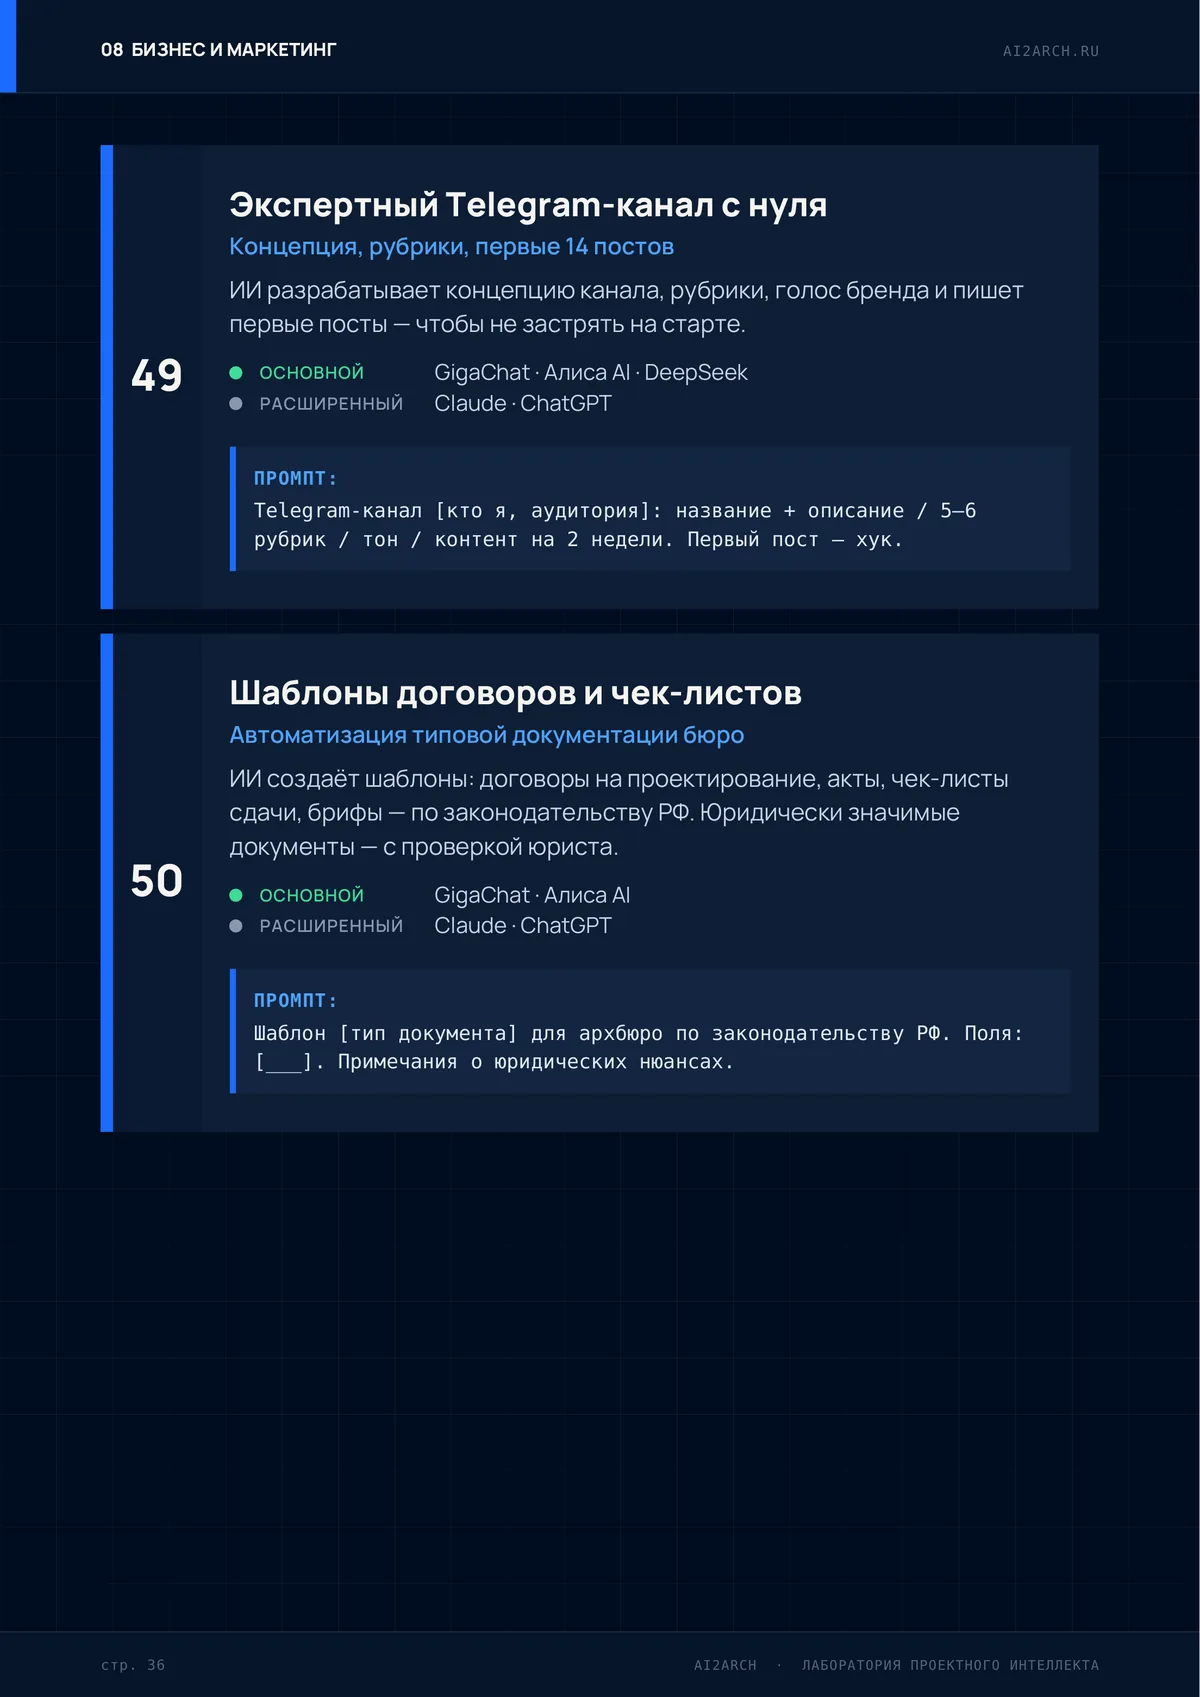 08 БИЗНЕС И МАРКЕТИНГ
AI2ARCH.RU
49
Экспертный Telegram-канал с нуля
Концепция, рубрики, первые 14 постов
ИИ разрабатывает концепцию канала, рубрики, голос бренда и пишет
первые посты — чтобы не застрять на старте.
ОСНОВНОЙ GigaChat · Алиса AI · DeepSeek
РАСШИРЕННЫЙ Claude · ChatGPT
ПРОМПТ:
Telegram-канал [кто я, аудитория]: название + описание / 5–6
рубрик / тон / контент на 2 недели. Первый пост — хук.
50
Шаблоны договоров и чек-листов
Автоматизация типовой документации бюро
ИИ создаёт шаблоны: договоры на проектирование, акты, чек-листы
сдачи, брифы — по законодательству РФ. Юридически значимые
документы — с проверкой юриста.
ОСНОВНОЙ GigaChat · Алиса AI
РАСШИРЕННЫЙ Claude · ChatGPT
ПРОМПТ:
Шаблон [тип документа] для архбюро по законодательству РФ. Поля:
[___]. Примечания о юридических нюансах.
стр. 36
AI2ARCH · ЛАБОРАТОРИЯ ПРОЕКТНОГО ИНТЕЛЛЕКТА